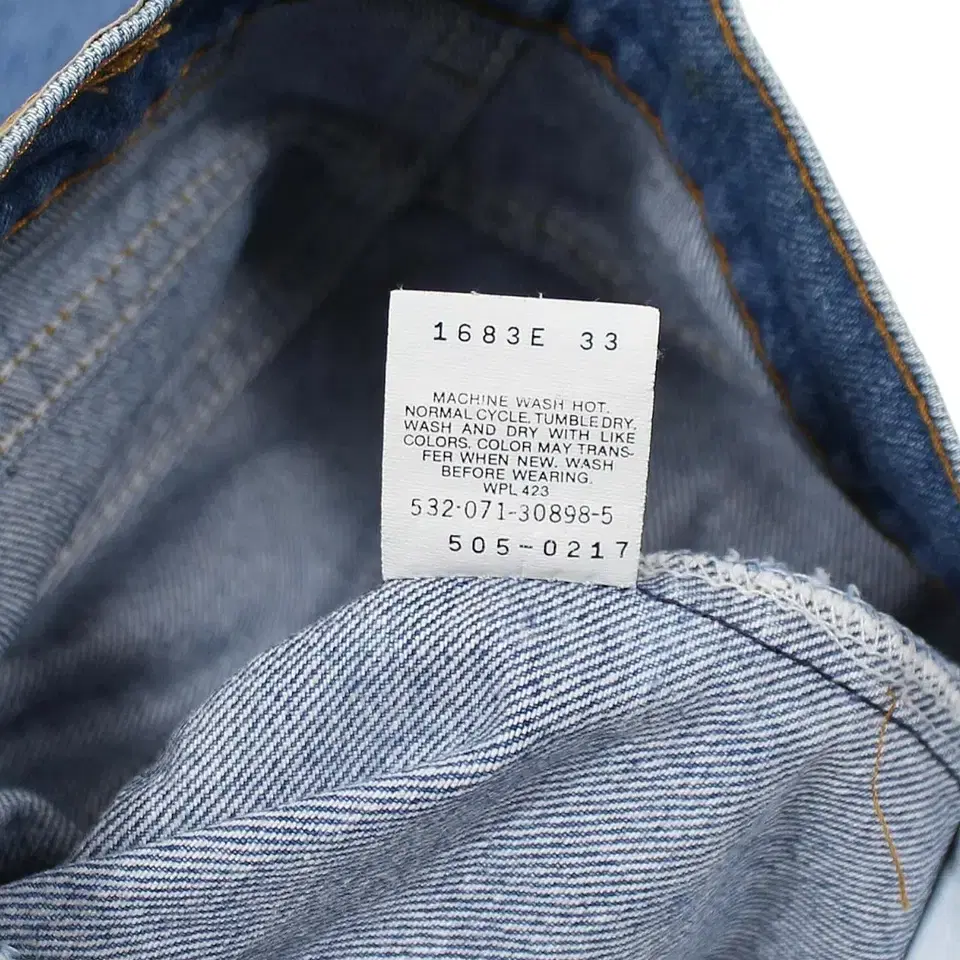 1683E 33
MACHINE WASH HOT.
NORMAL CYCLE, TUMBLE DRY.
WASH AND DRY WITH LIKE
COLORS. COLOR MAY TRANS-
FER WHEN NEW. WASH
BEFORE WEARING.
WPL 423
532-071-30898-5
505-0217